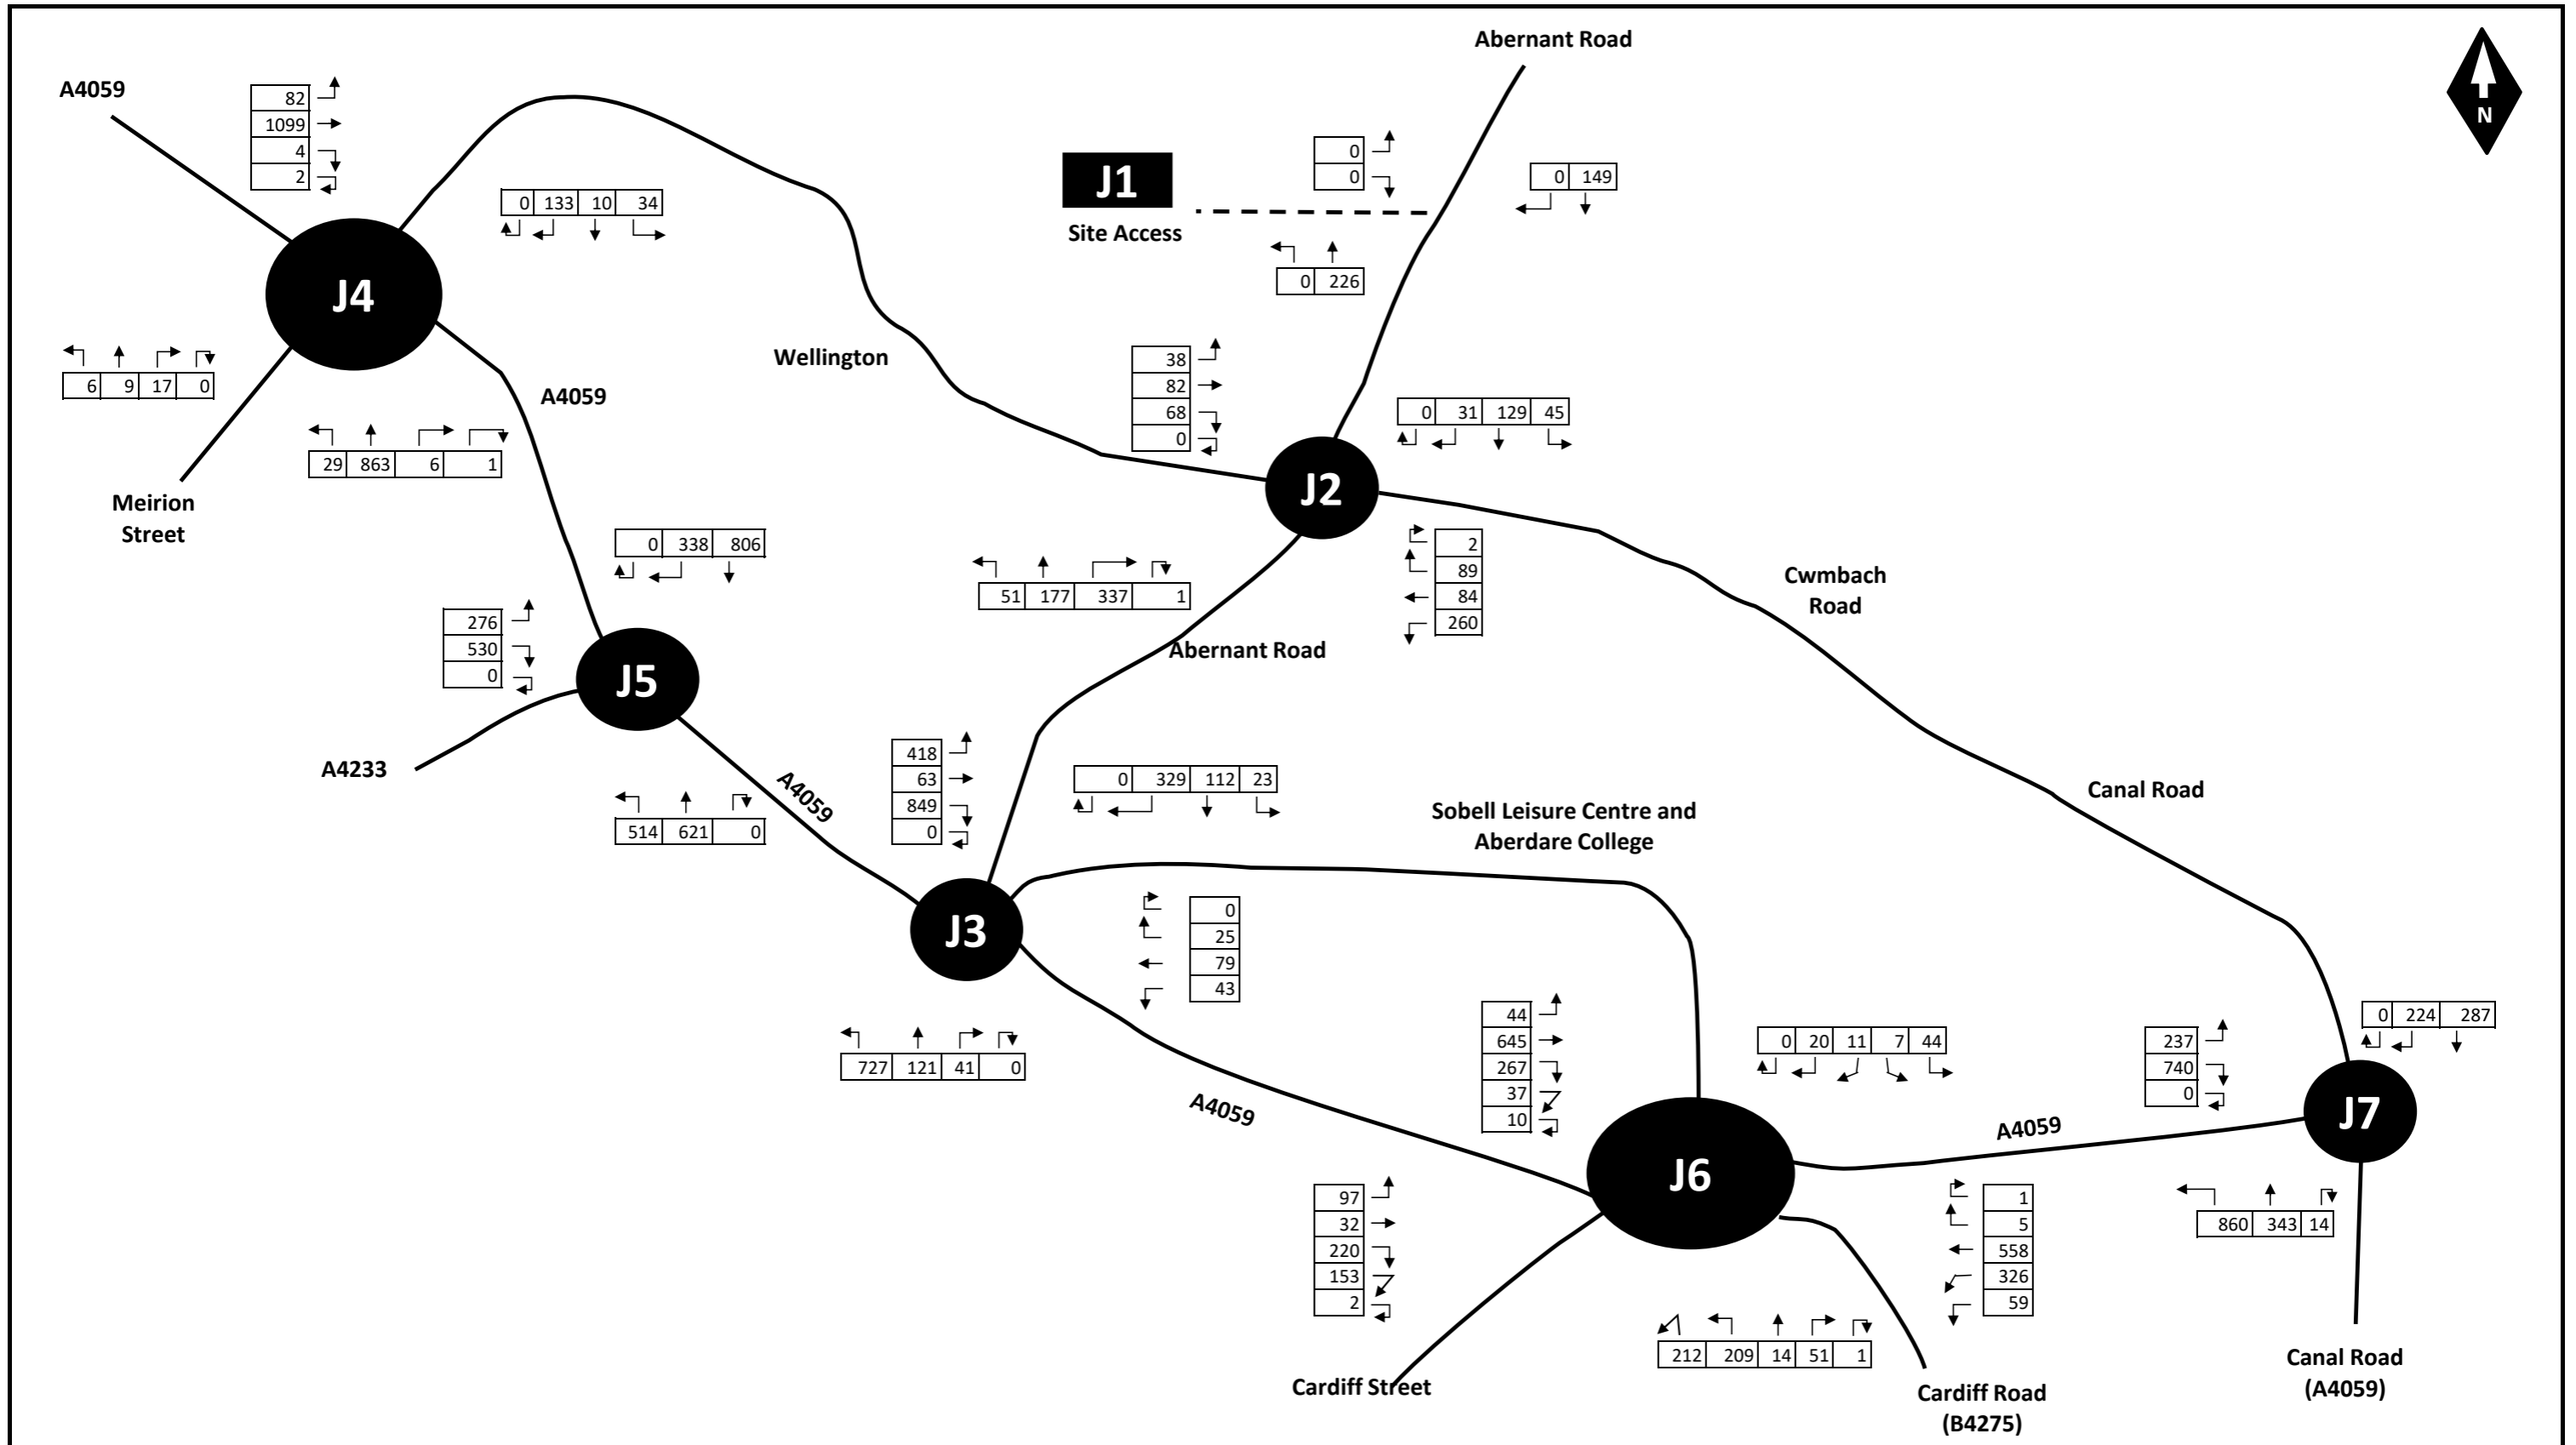 Abernant Road
A4059
N
82
1099
4
2
J1
Site Access
0
0
0 149
0 133 10 34
0 226
J4
Wellington
6 9 17 0
A4059
38
82
68
0
0 31 129 45
29 863 6 1
Meirion
Street
J2
0 338 806
2
89
84
260
51 177 337 1
Cwmbach
Road
276
530
0
J5
Abernant Road
A4233
A4059
418
63
849
0
0 329 112 23
514 621 0
Canal Road
Sobell Leisure Centre and
Aberdare College
J3
0
25
79
43
727 121 41 0
A4059
44
645
267
37
10
0 20 11 7 44
237
740
0
0 224 287
J7
A4059
J6
97
32
220
153
2
1
5
558
326
59
860 343 14
212 209 14 51 1
Cardiff Street
Cardiff Road
(B4275)
Canal Road
(A4059)